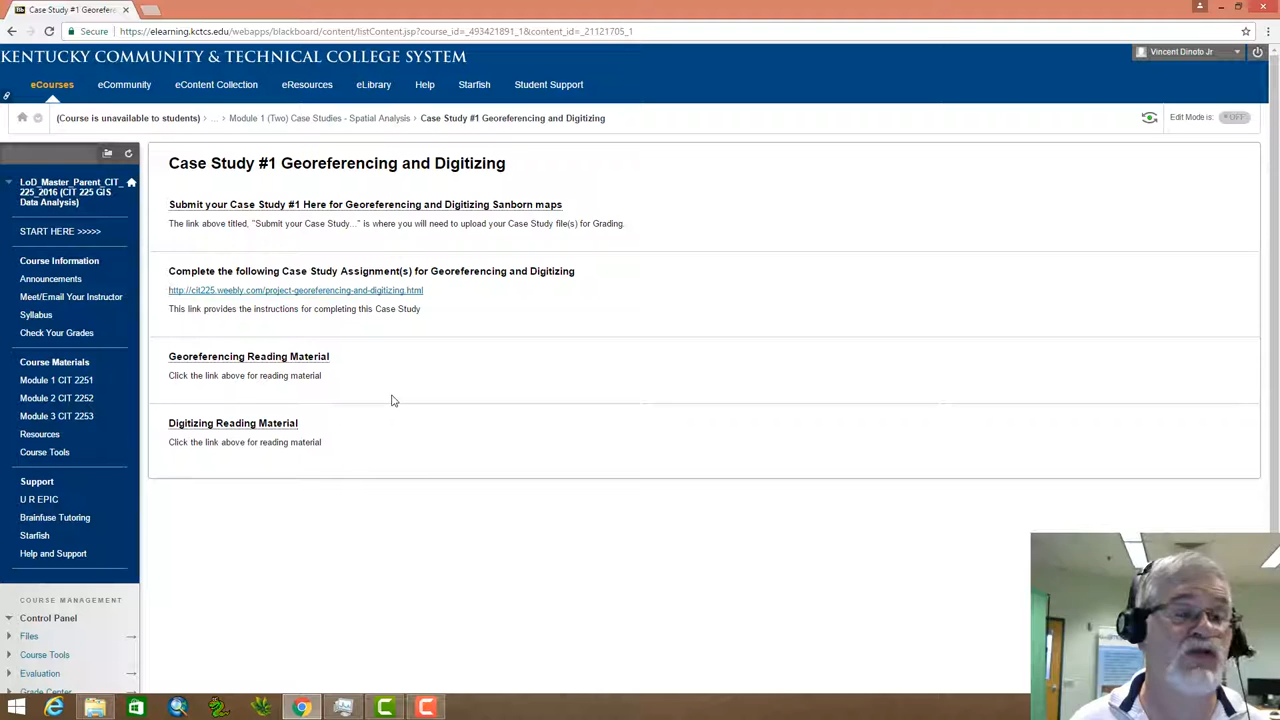 Case Study #1 Georeferen
Secure
https://elearning.kctcs.edu/webapps/blackboard/content/listContent.jsp?course_id=_493421891_1&content_id=_21121705_1
KENTUCKY COMMUNITY & TECHNICAL COLLEGE SYSTEM
Vincent Dinoto Jr
eCourses eCommunity eContent Collection eResources eLibrary Help Starfish Student Support
(Course is unavailable to students) > ... > Module 1 (Two) Case Studies - Spatial Analysis > Case Study #1 Georeferencing and Digitizing
Edit Mode is: OFF
LoD_Master_Parent_CIT_
225_2016 (CIT 225 GIS
Data Analysis)
START HERE >>>>>
Course Information
Announcements
Meet/Email Your Instructor
Syllabus
Check Your Grades
Course Materials
Module 1 CIT 2251
Module 2 CIT 2252
Module 3 CIT 2253
Resources
Course Tools
Support
U R EPIC
Brainfuse Tutoring
Starfish
Help and Support
COURSE MANAGEMENT
Control Panel
Files
Course Tools
Evaluation
Grade Center
Case Study #1 Georeferencing and Digitizing
Submit your Case Study #1 Here for Georeferencing and Digitizing Sanborn maps
The link above titled, "Submit your Case Study..." is where you will need to upload your Case Study file(s) for Grading.
Complete the following Case Study Assignment(s) for Georeferencing and Digitizing
http://cit225.weebly.com/project-georeferencing-and-digitizing.html
This link provides the instructions for completing this Case Study
Georeferencing Reading Material
Click the link above for reading material
Digitizing Reading Material
Click the link above for reading material